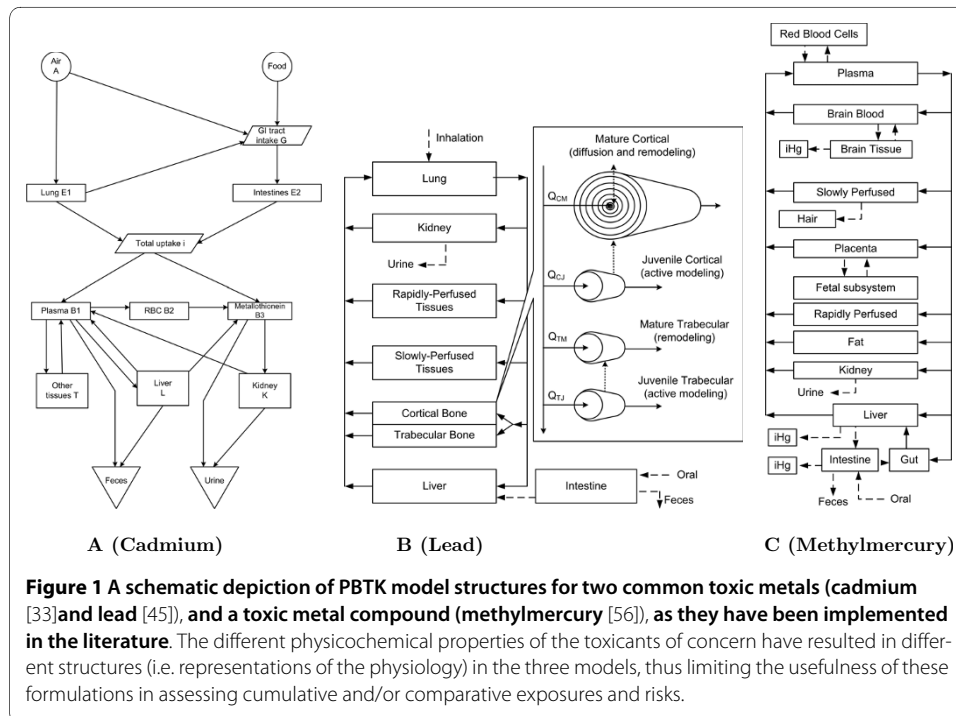 Air
A
Food
GI tract
intake G
Lung E1
Intestines E2
Total uptake i
Plasma B1
RBC B2
Metallothionein
B3
Other
tissues T
Liver
L
Kidney
K
Feces
Urine
A (Cadmium)
Inhalation
Lung
Kidney
Urine
Rapidly-Perfused
Tissues
Slowly-Perfused
Tissues
Cortical Bone
Trabecular Bone
Liver
Intestine
Oral
Feces
Mature Cortical
(diffusion and remodeling)
QCM
Juvenile Cortical
(active modeling)
QCJ
Mature Trabecular
(remodeling)
QTM
Juvenile Trabecular
(active modeling)
QTJ
B (Lead)
Red Blood Cells
Plasma
Brain Blood
iHg
Brain Tissue
Slowly Perfused
Hair
Placenta
Fetal subsystem
Rapidly Perfused
Fat
Kidney
Urine
Liver
iHg
Intestine
Gut
iHg
Feces
Oral
C (Methylmercury)
Figure 1 A schematic depiction of PBTK model structures for two common toxic metals (cadmium
[33]and lead [45]), and a toxic metal compound (methylmercury [56]), as they have been implemented
in the literature. The different physicochemical properties of the toxicants of concern have resulted in differ-
ent structures (i.e. representations of the physiology) in the three models, thus limiting the usefulness of these
formulations in assessing cumulative and/or comparative exposures and risks.